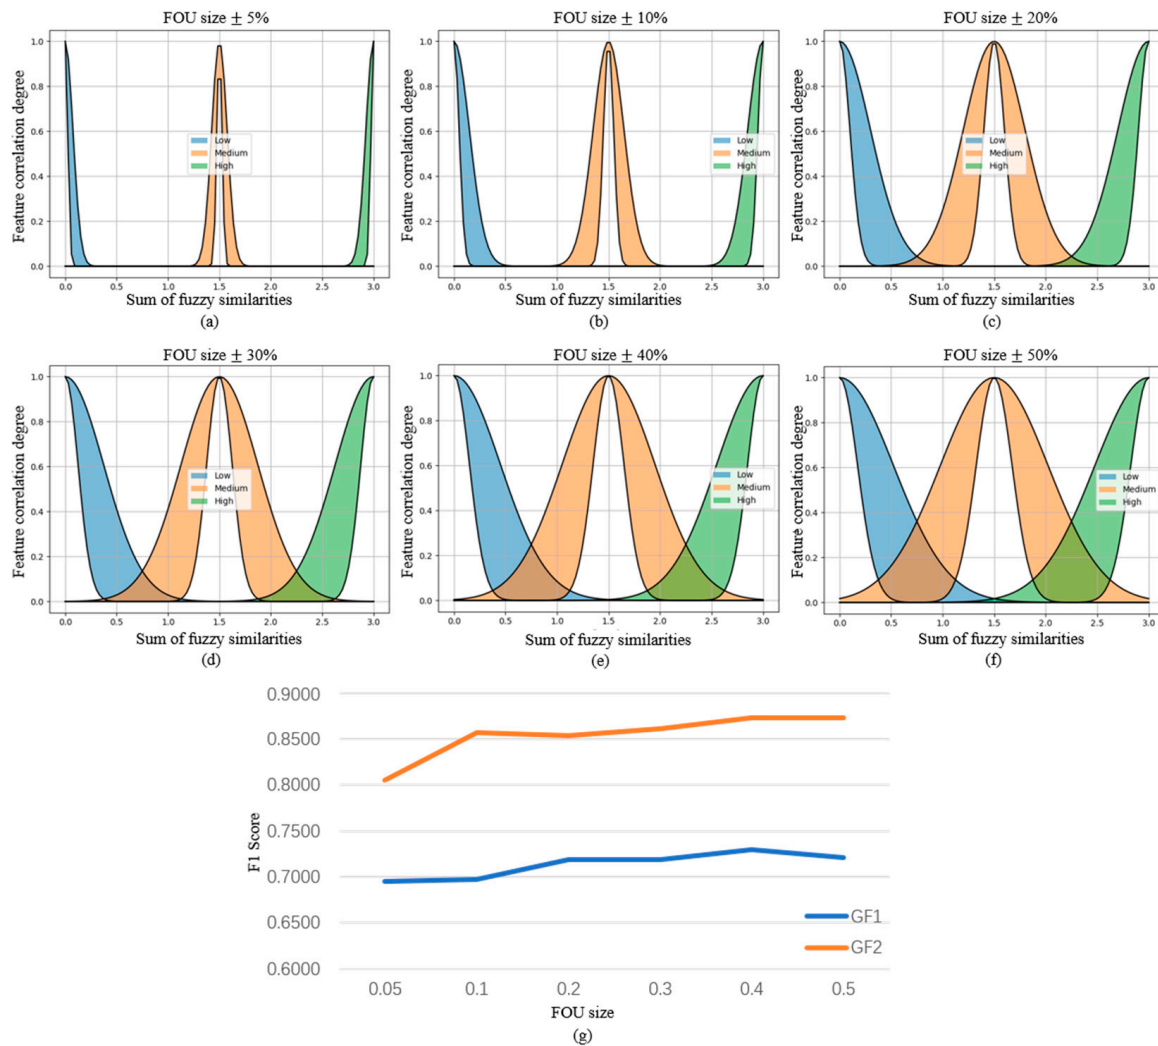 FOU size ± 5%
1.0
0.8
0.6
0.4
0.2
0.0
Feature correlation degree
Low
Medium
High
0.0 0.5 1.0 1.5 2.0 2.5 3.0
Sum of fuzzy similarities
(a)
FOU size ± 10%
1.0
0.8
0.6
0.4
0.2
0.0
Feature correlation degree
Low
Medium
High
0.0 0.5 1.0 1.5 2.0 2.5 3.0
Sum of fuzzy similarities
(b)
FOU size ± 20%
1.0
0.8
0.6
0.4
0.2
0.0
Feature correlation degree
Low
Medium
High
0.0 0.5 1.0 1.5 2.0 2.5 3.0
Sum of fuzzy similarities
(c)
FOU size ± 30%
1.0
0.8
0.6
0.4
0.2
0.0
Feature correlation degree
Low
Medium
High
0.0 0.5 1.0 1.5 2.0 2.5 3.0
Sum of fuzzy similarities
(d)
FOU size ± 40%
1.0
0.8
0.6
0.4
0.2
0.0
Feature correlation degree
Low
Medium
High
0.0 0.5 1.0 1.5 2.0 2.5 3.0
Sum of fuzzy similarities
(e)
FOU size ± 50%
1.0
0.8
0.6
0.4
0.2
0.0
Feature correlation degree
Low
Medium
High
0.0 0.5 1.0 1.5 2.0 2.5 3.0
Sum of fuzzy similarities
(f)
0.9000
0.8500
0.8000
0.7500
0.7000
0.6500
0.6000
F1 Score
GF1
GF2
0.05 0.1 0.2 0.3 0.4 0.5
FOU size
(g)